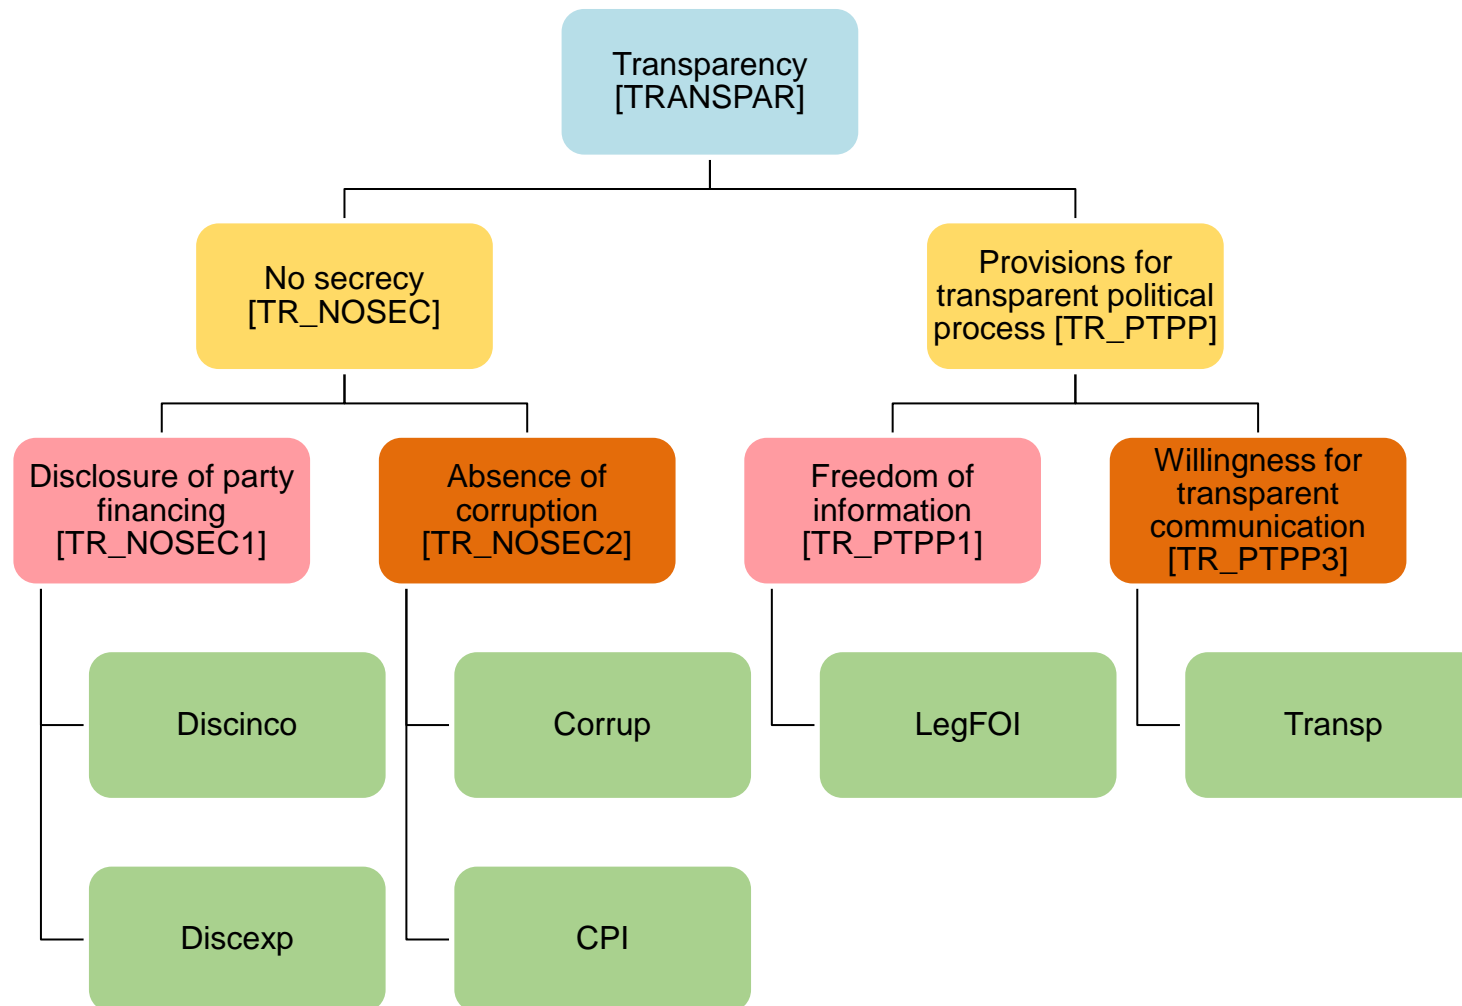 Transparency
[TRANSPAR]
No secrecy
[TR_NOSEC]
Provisions for
transparent political
process [TR_PTPP]
Disclosure of party
financing
[TR_NOSEC1]
Absence of
corruption
[TR_NOSEC2]
Freedom of
information
[TR_PTPP1]
Willingness for
transparent
communication
[TR_PTPP3]
Discinco
Corrup
LegFOI
Transp
Discexp
CPI